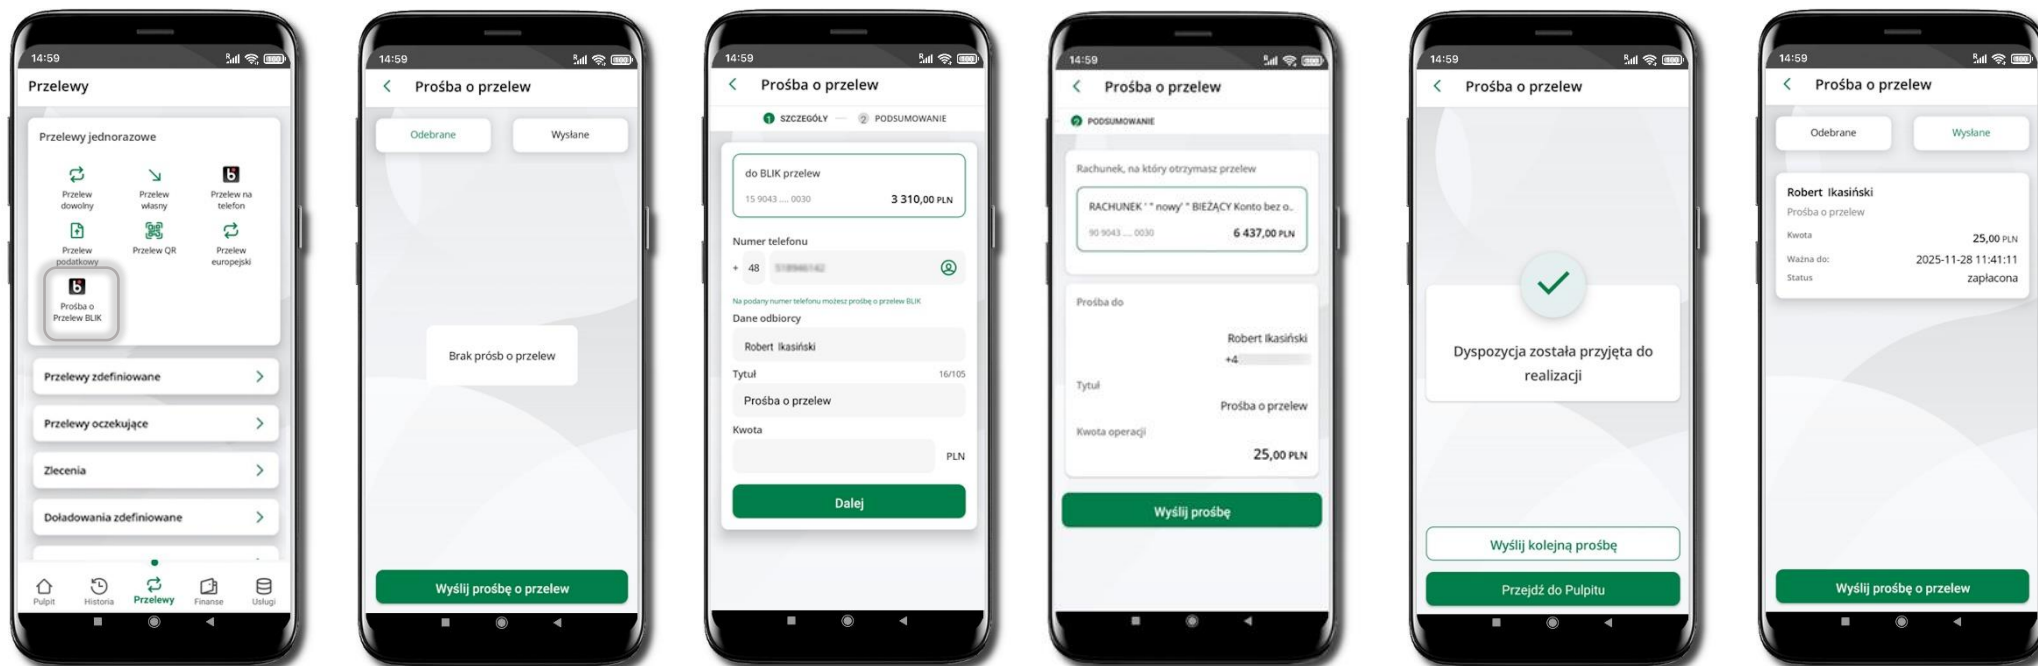 14:59
Przelewy
Przelewy jednorazowe
Przelew
dowolny
Przelew
własny
Przelew na
telefon
Przelew
podatkowy
Przelew QR
Przelew
europejski
Prośba o
Przelew BLIK
Przelewy zdefiniowane
Przelewy oczekujące
Zlecenia
Doładowania zdefiniowane
Pulpit
Historia
Przelewy
Finanse
Usługi
14:59
Prośba o przelew
Odebrane
Wysłane
Brak prósb o przelew
Wyślij prośbę o przelew
14:59
Prośba o przelew
1 SZCZEGÓŁY — 2 PODSUMOWANIE
do BLIK przelew
15 9043 .... 0030 3 310,00 PLN
Numer telefonu
+ 48
Na podany numer telefonu możesz prośbę o przelew BLIK
Dane odbiorcy
Robert Ikasiński
Tytuł 16/105
Prośba o przelew
Kwota
PLN
Dalej
14:59
Prośba o przelew
2 PODSUMOWANIE
Rachunek, na który otrzymasz przelew
RACHUNEK ' " nowy' " BIEŻĄCY Konto bez o..
90 9043 .... 0030 6 437,00 PLN
Prośba do
Robert Ikasiński
+4
Tytuł
Prośba o przelew
Kwota operacji
25,00 PLN
Wyślij prośbę
14:59
Prośba o przelew
Dyspozycja została przyjęta do
realizacji
Wyślij kolejną prośbę
Przejdź do Pulpitu
14:59
Prośba o przelew
Odebrane
Wysłane
Robert Ikasiński
Prośba o przelew
Kwota 25,00 PLN
Ważna do: 2025-11-28 11:41:11
Status zapłacona
Wyślij prośbę o przelew